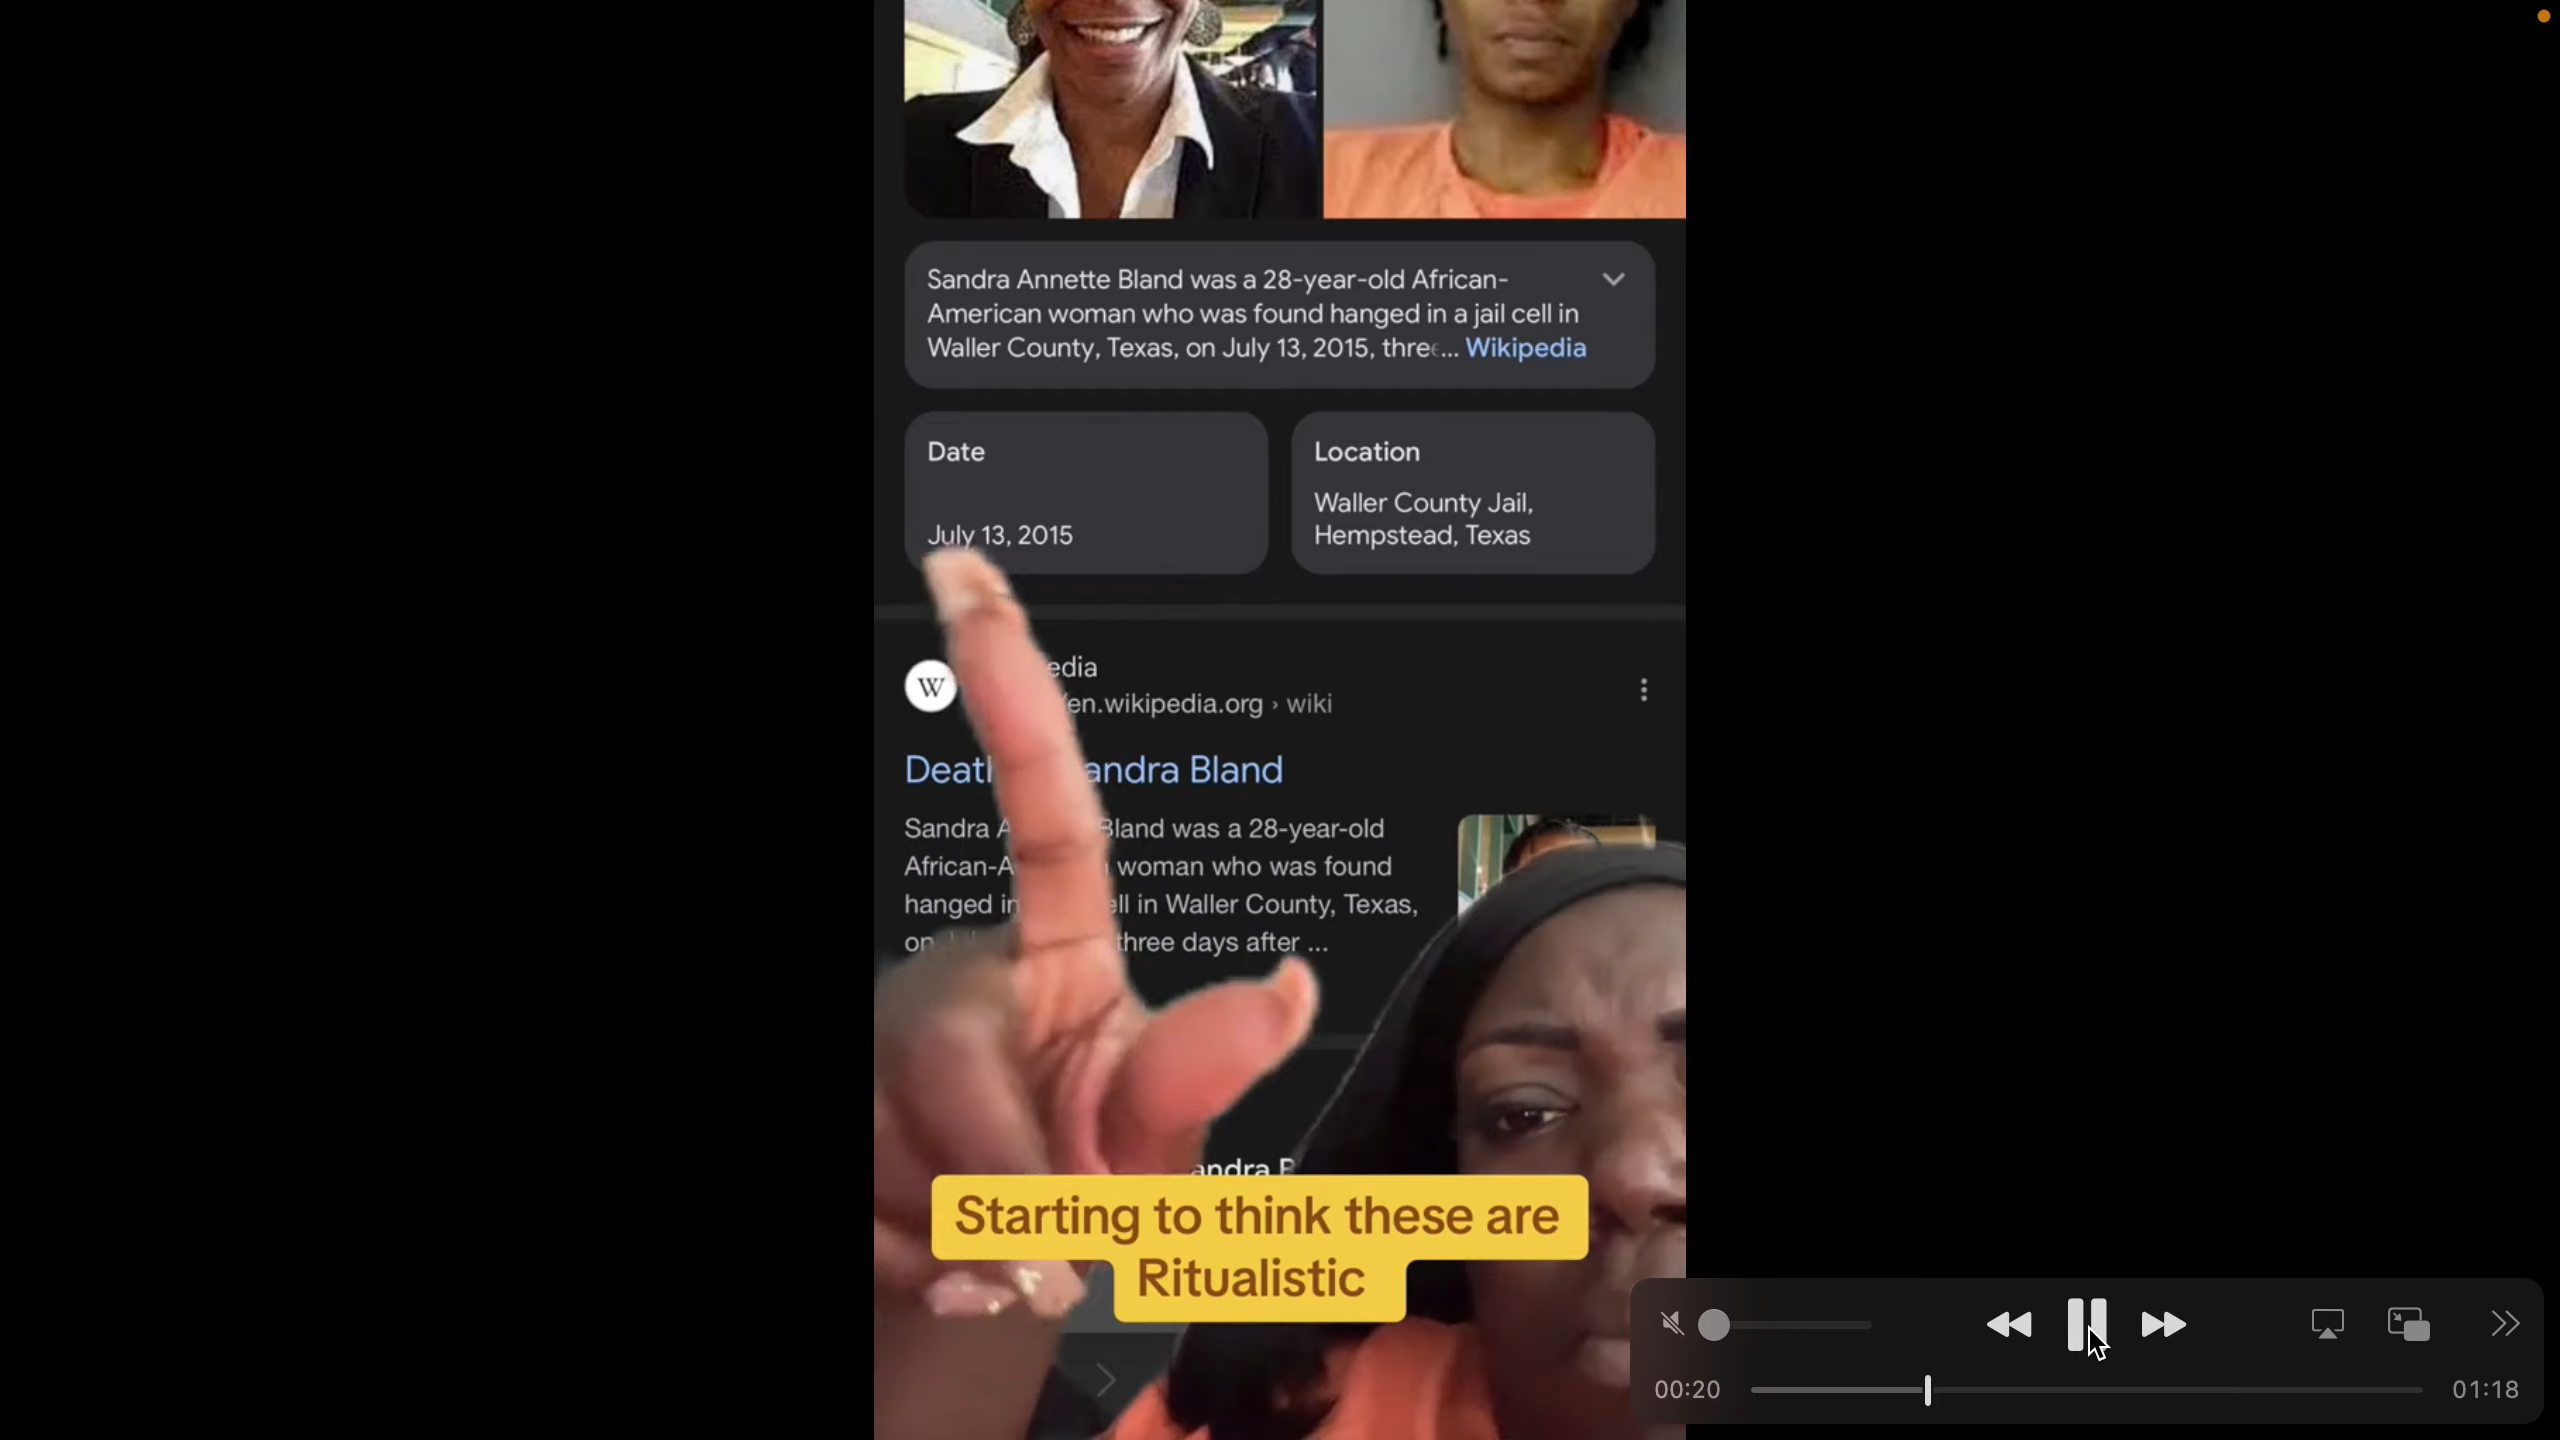 Sandra Annette Bland was a 28-year-old African-
American woman who was found hanged in a jail cell in
Waller County, Texas, on July 13, 2015, three... Wikipedia
Date
July 13, 2015
Location
Waller County Jail,
Hempstead, Texas
W
edia
en.wikipedia.org › wiki
Death andra Bland
Sandra A Bland was a 28-year-old
African-A woman who was found
hanged in ell in Waller County, Texas,
on three days after ...
andra B
Starting to think these are
Ritualistic
00:20
01:18